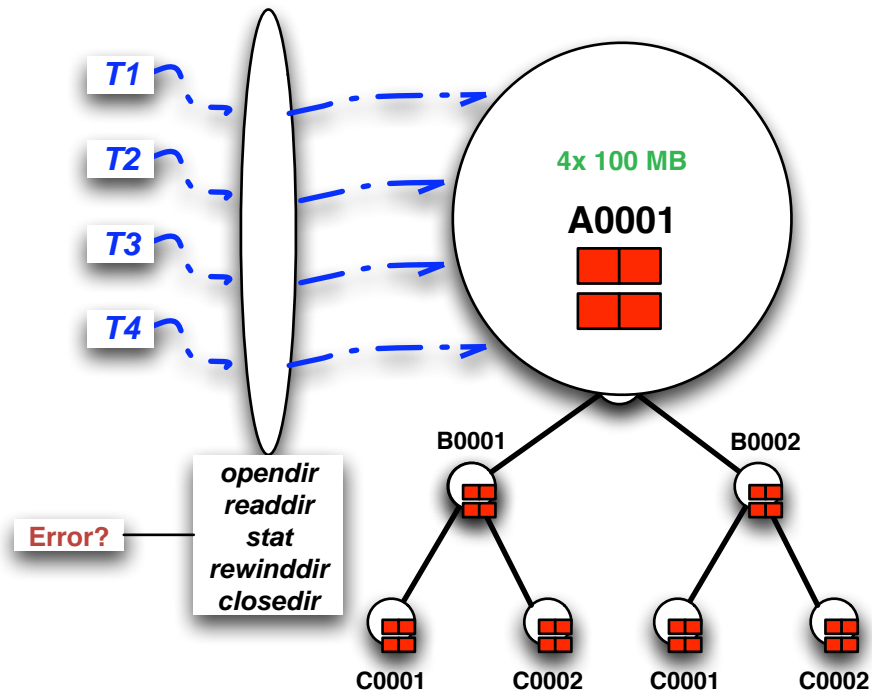 T1
T2
T3
T4
4x 100 MB
A0001
B0001
B0002
opendir
readdir
stat
rewinddir
closedir
Error?
C0001
C0002
C0001
C0002